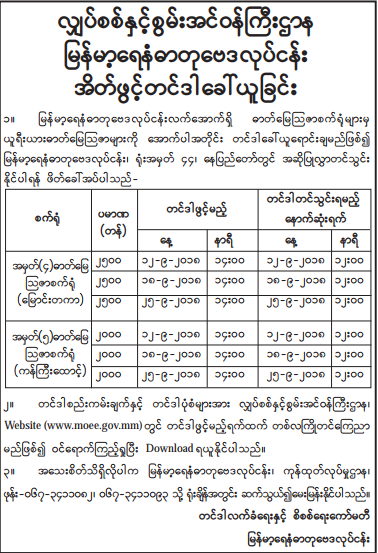 လျှပ်စစ်နှင့်စွမ်းအင်ဝန်ကြီးဌာန
မြန်မာ့ရေနံဓာတုဗေဒလုပ်ငန်း
အိတ်ဖွင့်တင်ဒါခေါ်ယူခြင်း
၁။ မြန်မာ့ရေနံဓာတုဗေဒလုပ်ငန်းလက်အောက်ရှိ ဓာတ်မြေသြဇာစက်ရုံများမှ
ယူရီးယားဓာတ်မြေသြဇာများကို အောက်ပါအတိုင်း တင်ဒါခေါ်ယူရောင်းချမည်ဖြစ်၍
မြန်မာ့ရေနံဓာတုဗေဒလုပ်ငန်း၊ ရုံးအမှတ် ၄၄၊ နေပြည်တော်တွင် အဆိုပြုလွှာတင်သွင်း
နိုင်ပါရန် ဖိတ်ခေါ်အပ်ပါသည်-
စက်ရုံ ပမာဏ (တန်) တင်ဒါဖွင့်မည့် တင်ဒါတင်သွင်းရမည့် နောက်ဆုံးရက်
နေ့ နာရီ နေ့ နာရီ
အမှတ်(၄)ဓာတ်မြေ ၂၅၀၀ ၁၂-၉-၂၀၁၈ ၁၄း၀၀ ၁၂-၉-၂၀၁၈ ၁၂း၀၀
သြဇာစက်ရုံ ၂၅၀၀ ၁၈-၉-၂၀၁၈ ၁၄း၀၀ ၁၈-၉-၂၀၁၈ ၁၂း၀၀
(မြောင်းတကာ) ၂၅၀၀ ၂၅-၉-၂၀၁၈ ၁၄း၀၀ ၂၅-၉-၂၀၁၈ ၁၂း၀၀
အမှတ်(၅)ဓာတ်မြေ ၂၀၀၀ ၁၂-၉-၂၀၁၈ ၁၄း၀၀ ၁၂-၉-၂၀၁၈ ၁၂း၀၀
သြဇာစက်ရုံ ၂၀၀၀ ၁၈-၉-၂၀၁၈ ၁၄း၀၀ ၁၈-၉-၂၀၁၈ ၁၂း၀၀
(ကန်ကြီးထောင့်) ၂၀၀၀ ၂၅-၉-၂၀၁၈ ၁၄း၀၀ ၂၅-၉-၂၀၁၈ ၁၂း၀၀
၂။ တင်ဒါစည်းကမ်းချက်နှင့် တင်ဒါပုံစံများအား လျှပ်စစ်နှင့်စွမ်းအင်ဝန်ကြီးဌာန၊
Website (www.moee.gov.mm) တွင် တင်ဒါဖွင့်မည့်ရက်ထက် တစ်လကြိုတင်ကြေညာ
မည်ဖြစ်၍ ဝင်ရောက်ကြည့်ရှုပြီး Download ရယူနိုင်ပါသည်။
၃။ အသေးစိတ်သိရှိလိုပါက မြန်မာ့ရေနံဓာတုဗေဒလုပ်ငန်း၊ ကုန်ထုတ်လုပ်မှုဌာန၊
ဖုန်း-၀၆၇-၃၄၁၁၀၈၂၊ ၀၆၇-၃၄၁၁၀၉၃ သို့ ရုံးချိန်အတွင်း ဆက်သွယ်၍မေးမြန်းနိုင်ပါသည်။
တင်ဒါလက်ခံရေးနှင့် စိစစ်ရေးကော်မတီ
မြန်မာ့ရေနံဓာတုဗေဒလုပ်ငန်း